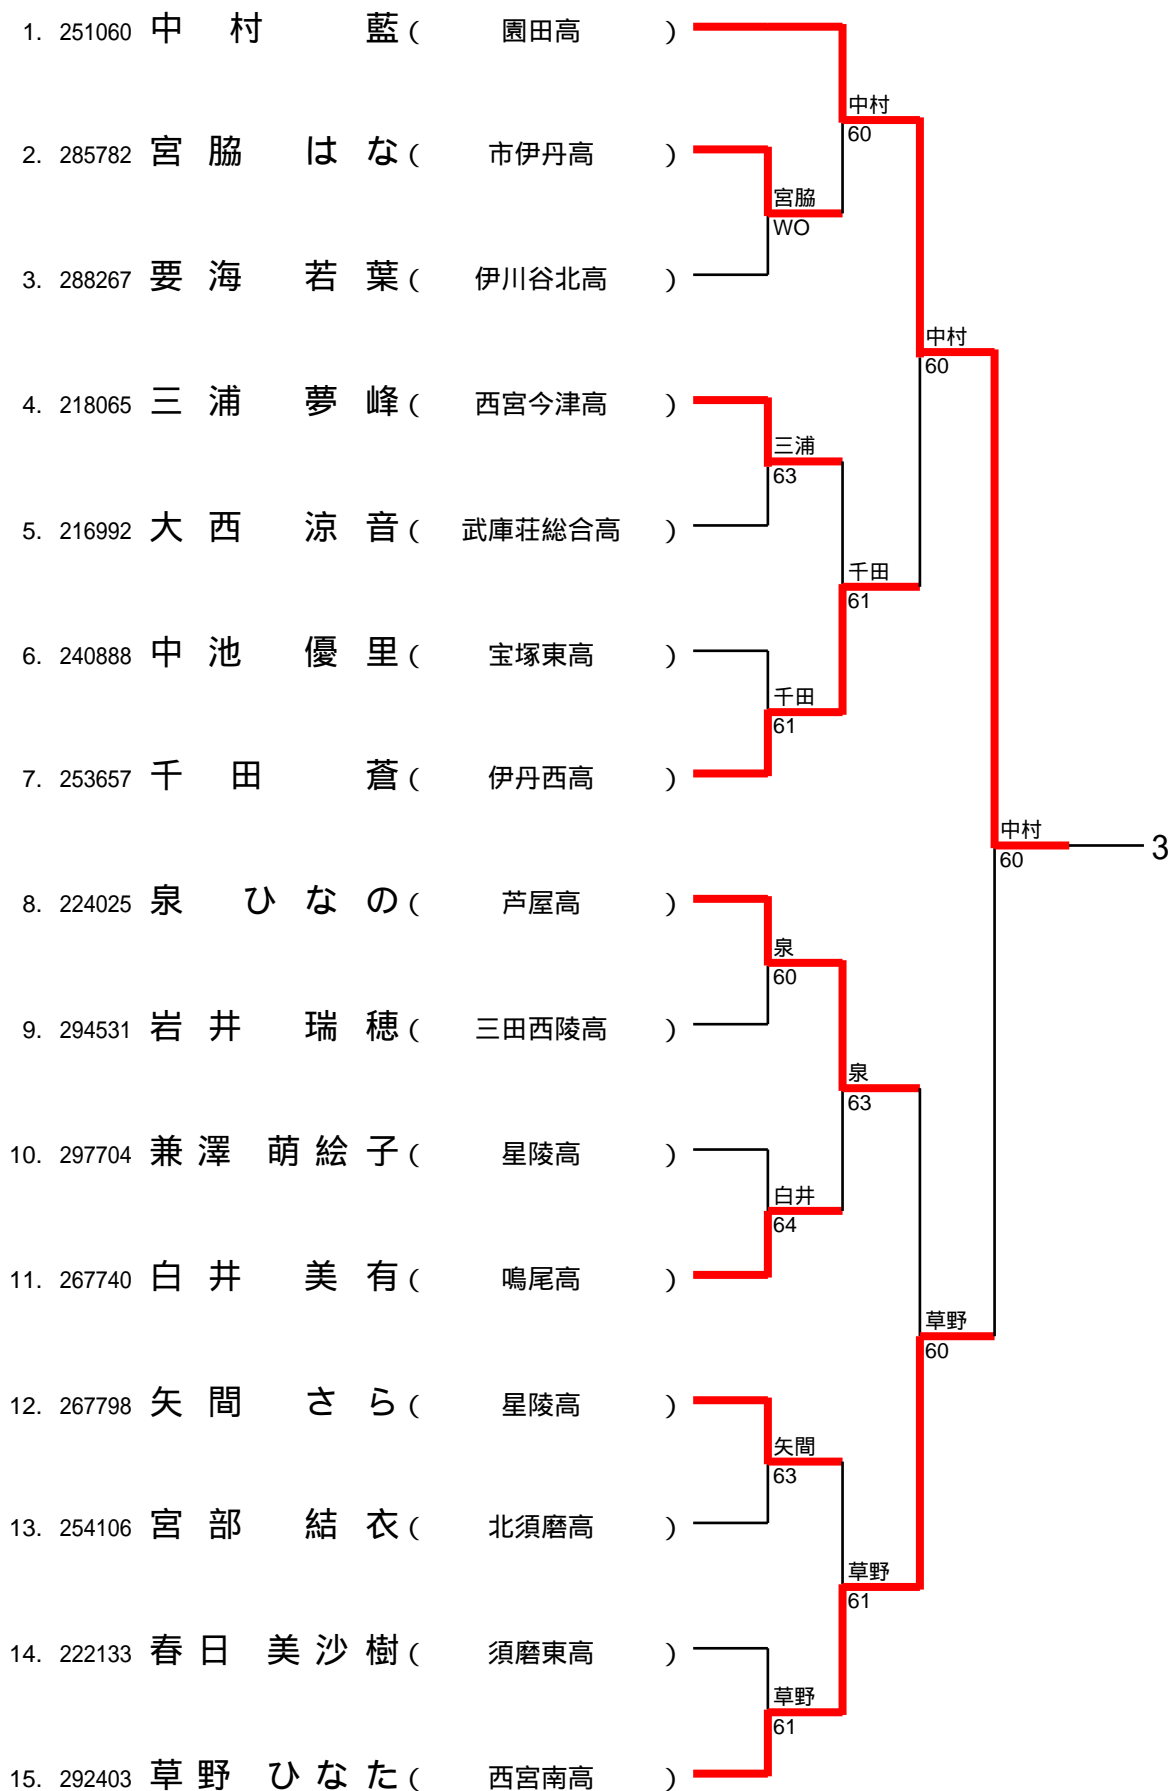 1. 251060 中村 藍 ( 園田高 )
中村
60
2. 285782 宮脇 はな ( 市伊丹高 )
宮脇
WO
3. 288267 要海 若葉 ( 伊川谷北高 )
中村
60
4. 218065 三浦 夢峰 ( 西宮今津高 )
三浦
63
5. 216992 大西 涼音 ( 武庫荘総合高 )
千田
61
6. 240888 中池 優里 ( 宝塚東高 )
千田
61
7. 253657 千田 蒼 ( 伊丹西高 )
中村
60
3
8. 224025 泉 ひなの ( 芦屋高 )
泉
60
9. 294531 岩井 瑞穂 ( 三田西陵高 )
泉
63
10. 297704 兼澤 萌絵子 ( 星陵高 )
白井
64
11. 267740 白井 美有 ( 鳴尾高 )
草野
60
12. 267798 矢間 さら ( 星陵高 )
矢間
63
13. 254106 宮部 結衣 ( 北須磨高 )
草野
61
14. 222133 春日 美沙樹 ( 須磨東高 )
草野
61
15. 292403 草野 ひなた ( 西宮南高 )